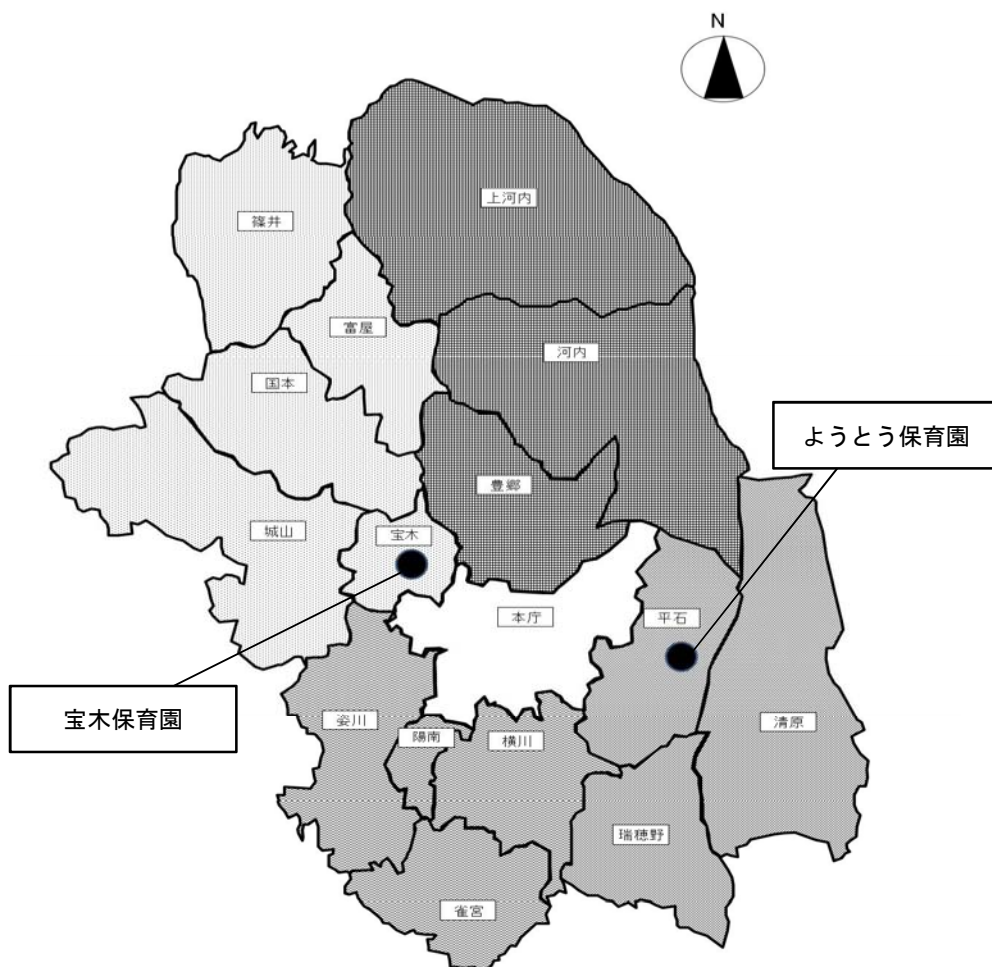 N
上河内
篠井
富屋
河内
国本
ようとう保育園
豊郷
城山
宝木
本庁
平石
宝木保育園
姿川
陽南
横川
清原
瑞穂野
雀宮